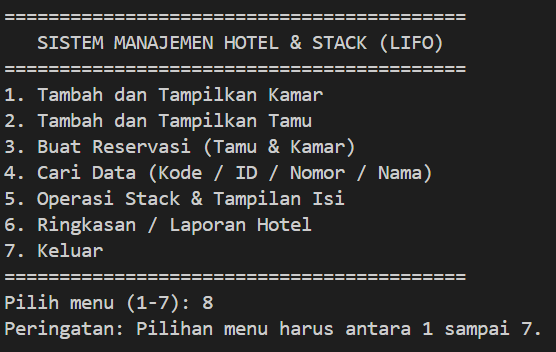 ==========================================
SISTEM MANAJEMEN HOTEL & STACK (LIFO)
==========================================
1. Tambah dan Tampilkan Kamar
2. Tambah dan Tampilkan Tamu
3. Buat Reservasi (Tamu & Kamar)
4. Cari Data (Kode / ID / Nomor / Nama)
5. Operasi Stack & Tampilan Isi
6. Ringkasan / Laporan Hotel
7. Keluar
==========================================
Pilih menu (1-7): 8
Peringatan: Pilihan menu harus antara 1 sampai 7.